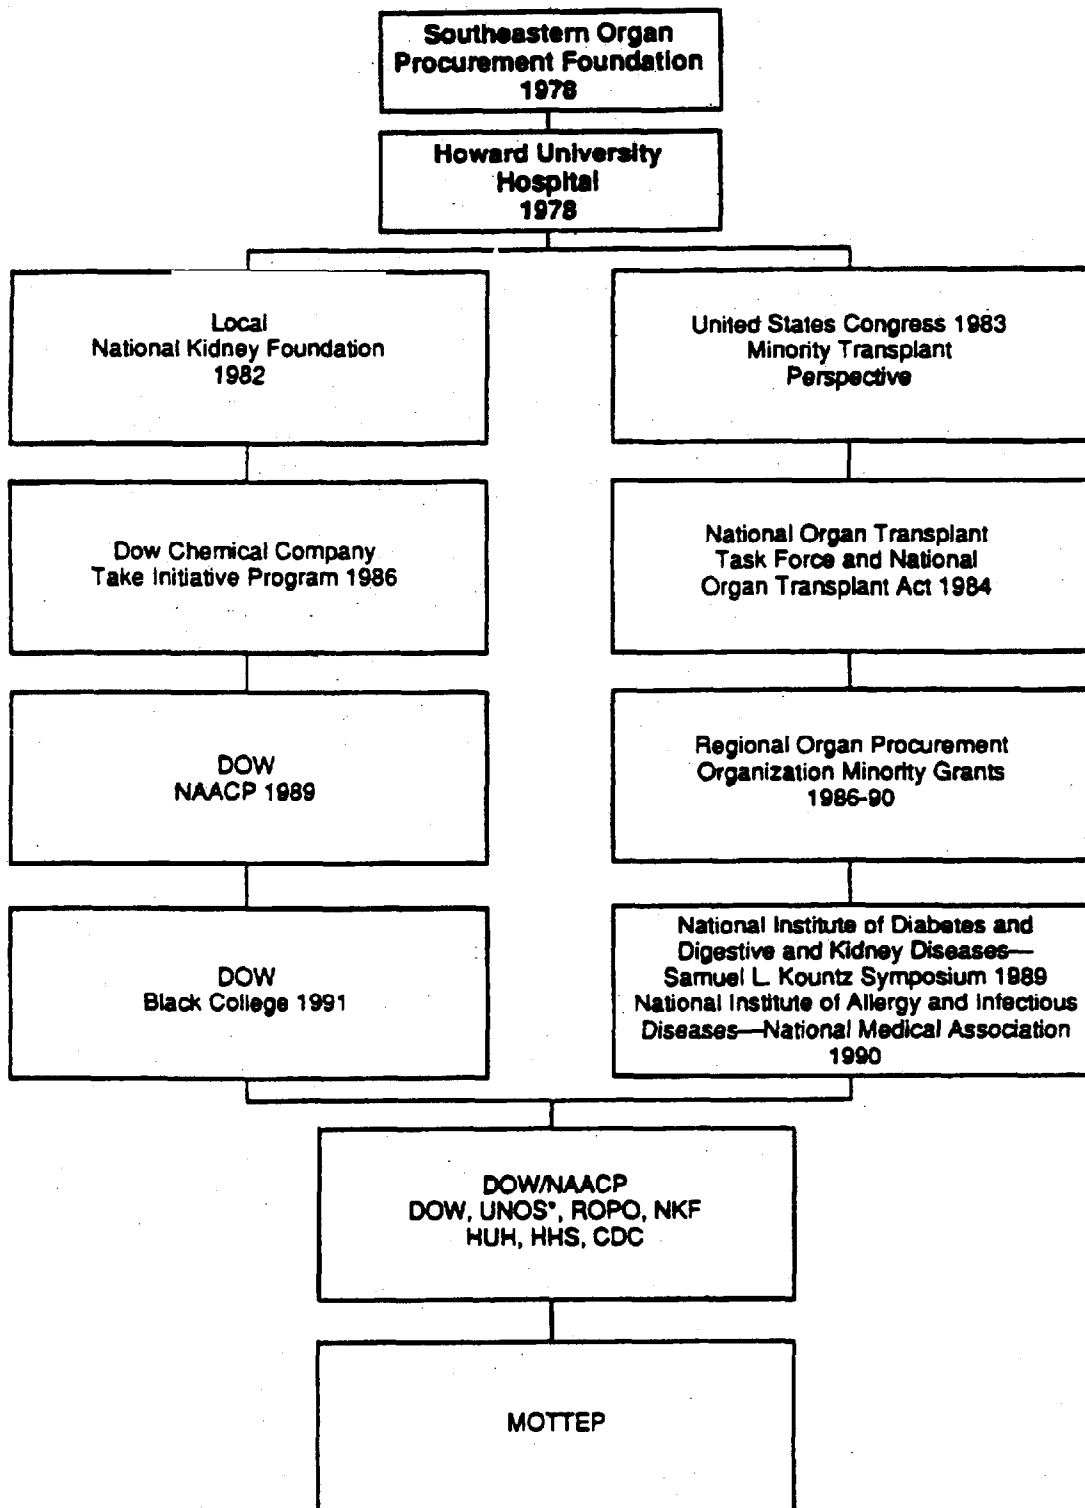 Southeastern Organ
Procurement Foundation
1978
Howard University
Hospital
1978
Local
National Kidney Foundation
1982
United States Congress 1983
Minority Transplant
Perspective
Dow Chemical Company
Take Initiative Program 1986
National Organ Transplant
Task Force and National
Organ Transplant Act 1984
DOW
NAACP 1989
Regional Organ Procurement
Organization Minority Grants
1986-90
DOW
Black College 1991
National Institute of Diabetes and
Digestive and Kidney Diseases—
Samuel L. Kountz Symposium 1989
National Institute of Allergy and Infectious
Diseases—National Medical Association
1990
DOW/NAACP
DOW, UNOS*, ROPO, NKF
HUH, HHS, CDC
MOTTEP